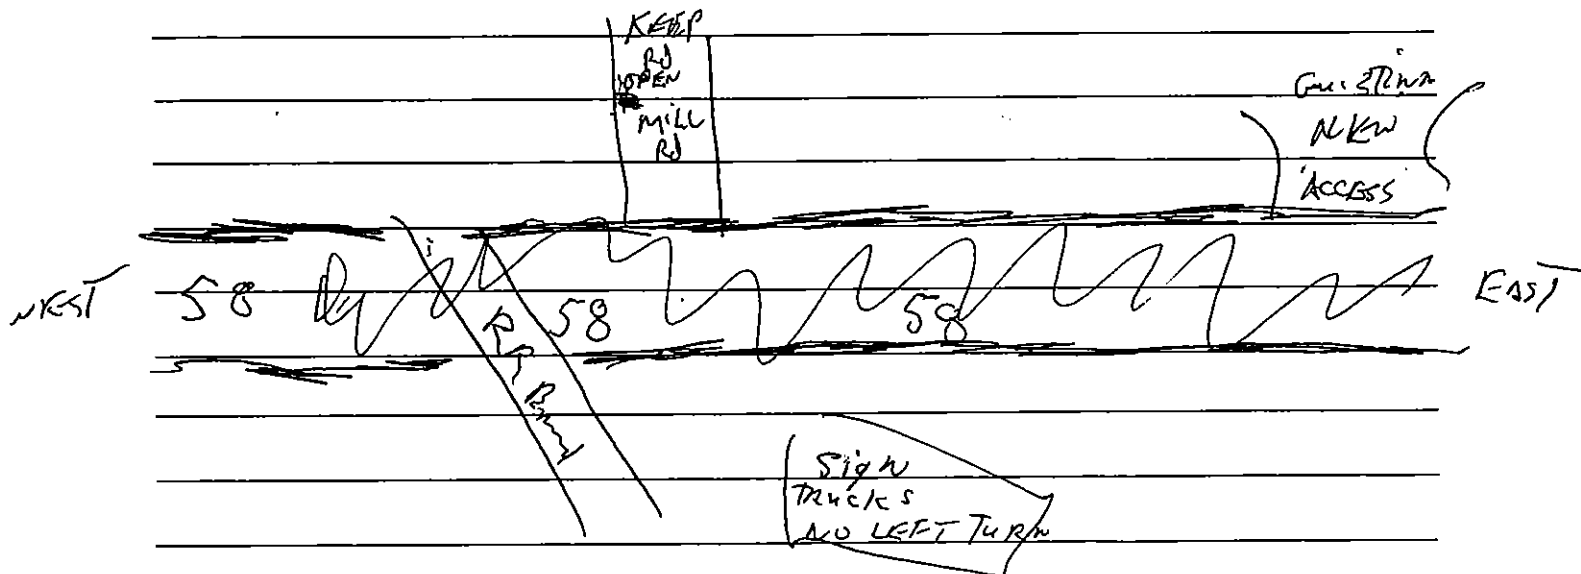 KEEP
RD
OPEN
MILL
RD
NEW
ACCESS
WEST 58 58 58 EAST
RR
Sign
TRUCKS
NO LEFT TURN